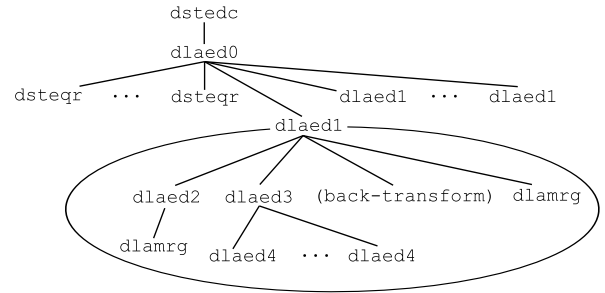 dstedc
dlaed0
dsteqr ··· dsteqr dlaed1 ··· dlaed1
dlaed1
dlaed2 dlaed3 (back-transform) dlamrg
dlamrg dlaed4 ··· dlaed4